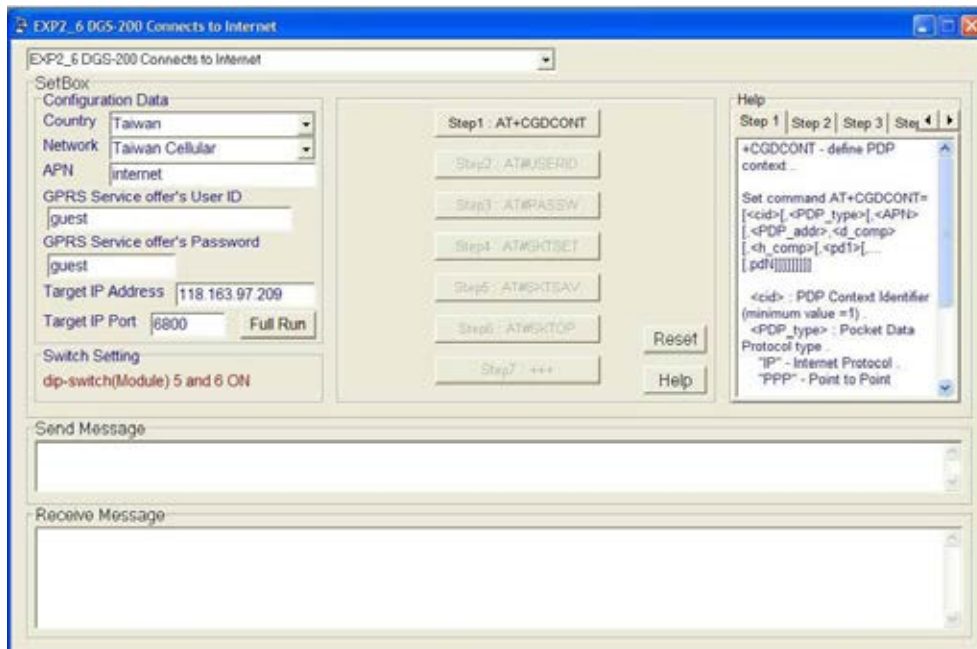 EXP2_6 DGS-200 Connects to Internet
EXP2_6 DGS-200 Connects to Internet
SetBox
Configuration Data
Country Taiwan
Network Taiwan Cellular
APN internet
GPRS Service offer's User ID
guest
GPRS Service offer's Password
guest
Target IP Address 118.163.97.209
Target IP Port 6800 Full Run
Switch Setting
dip-switch(Module) 5 and 6 ON
Step1 : AT+CGDCONT
Step2 : AT#USERID
Step3 : AT#PASSW
Step4 : AT#SKTSET
Step5 : AT#SKTSAV
Step6 : AT#SKTOP
Step7 : +++
Reset
Help
Help
Step 1 Step 2 Step 3 Step
+CGDCONT - define PDP
context .
Set command AT+CGDCONT=
[<cid>[,<PDP_type>[,<APN>
[,<PDP_addr>,<d_comp>
[,<h_comp>[,<pd1>[,....
[,pdN]]]]]]]]]
<cid> : PDP Context Identifier
(minimum value =1) .
<PDP_type> : Pocket Data
Protocol type .
"IP" - Internet Protocol .
"PPP" - Point to Point
Send Message
Receive Message